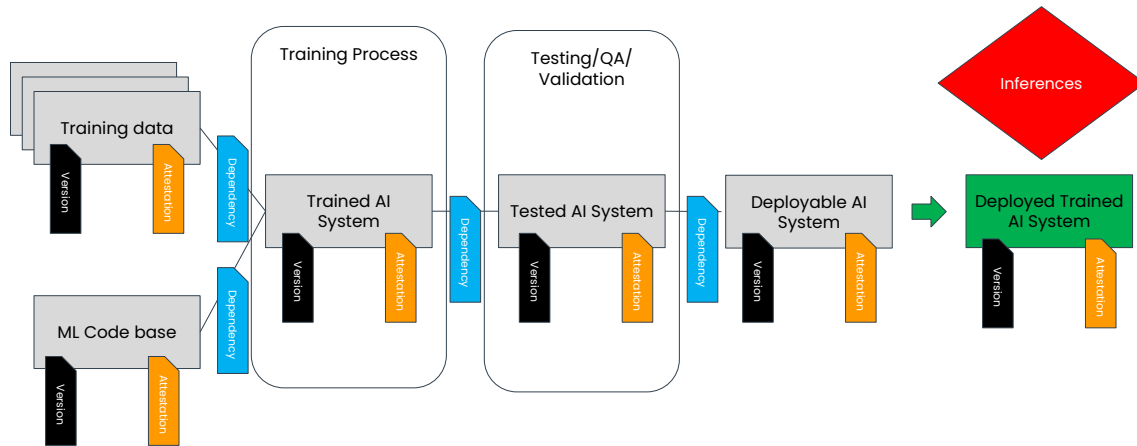 Training Process
Testing/QA/
Validation
Inferences
Training data
Version
Attestation
Dependency
Trained AI
System
Version
Attestation
Dependency
Tested AI System
Version
Attestation
Dependency
Deployable AI
System
Version
Attestation
Deployed Trained
AI System
Version
Attestation
ML Code base
Version
Attestation
Dependency